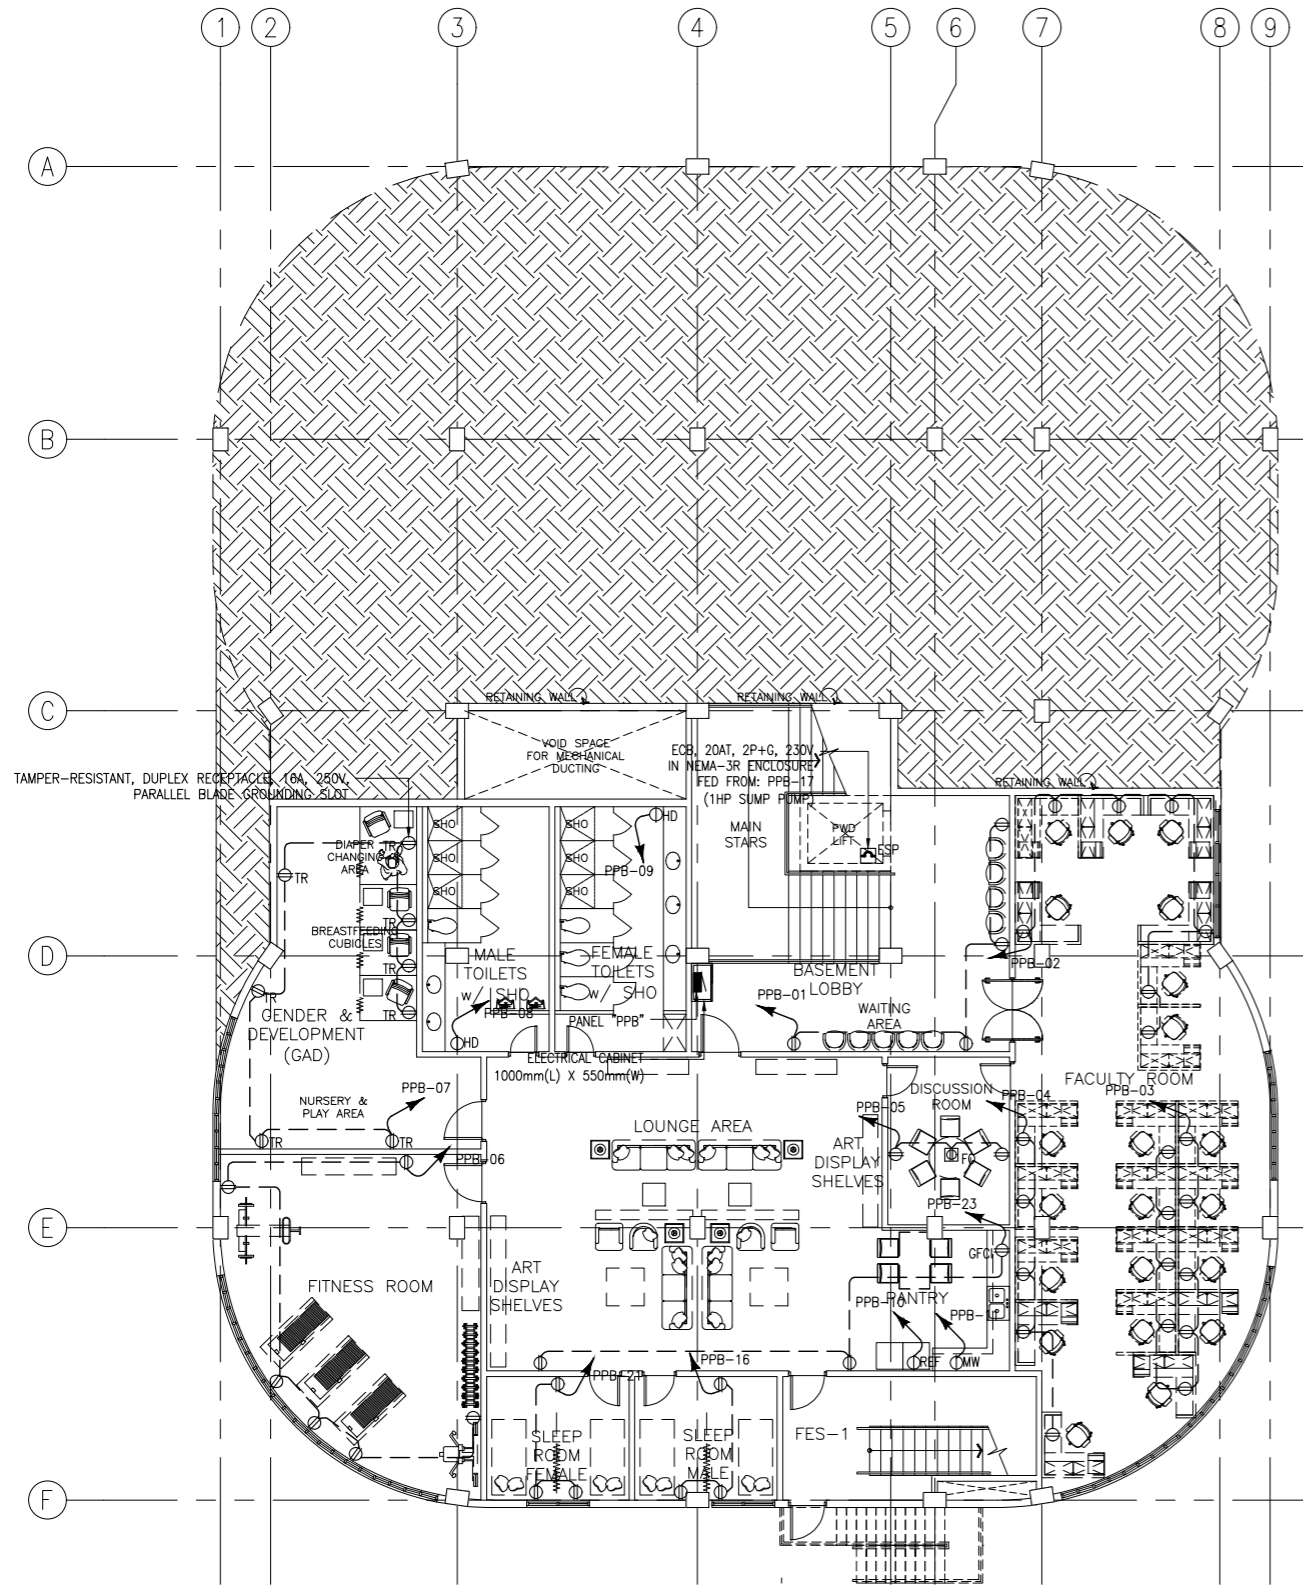 1
2
3
4
5
6
7
8
9
A
B
C
RETAINING WALL
RETAINING WALL
VOID SPACE
FOR MECHANICAL
DUCTING
ECB, 20AT, 2P+G, 230V,
IN NEMA-3R ENCLOSURE
FED FROM: PPB-17
(1HP SUMP PUMP)
TAMPER-RESISTANT, DUPLEX RECEPTACLE, 16A, 250V,
PARALLEL BLADE GROUNDING SLOT
RETAINING WALL
SHO
SHO
HD
MAIN
STARS
PWD
LIFT
ESP
DIAPER
CHANGING
AREA
TR
SHO
SHO
PPB-09
TR
SHO
SHO
BREASTFEEDING
CUBICLES
TR
D
MALE
TOILETS
w/ SHO
FEMALE
TOILETS
w/ SHO
BASEMENT
LOBBY
PPB-02
TR
TR
PPB-01
GENDER &
DEVELOPMENT
(GAD)
TR
PPB-08
PANEL "PPB"
WAITING
AREA
HD
ELECTRICAL CABINET
1000mm(L) X 550mm(W)
PPB-07
NURSERY &
PLAY AREA
DISCUSSION
ROOM
FACULTY ROOM
PPB-05
PPB-04
PPB-03
LOUNGE AREA
TR
TR
PPB-06
ART
DISPLAY
SHELVES
FO
PPB-23
E
GFCI
FITNESS ROOM
ART
DISPLAY
SHELVES
PANTRY
PPB-10
PPB-16
PPB-21
REF
MW
SLEEP
ROOM
FEMALE
SLEEP
ROOM
MALE
FES-1
F